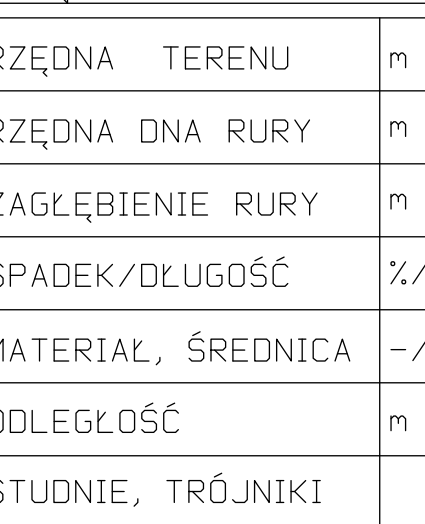 RZĘDNA TERENU m
RZĘDNA DNA RURY m
ZAGŁĘBIENIE RURY m
SPADEK/DŁUGOŚĆ %/
MATERIAŁ, ŚREDNICA -/
ODLEGŁOŚĆ m
STUDNIE, TRÓJNIKI